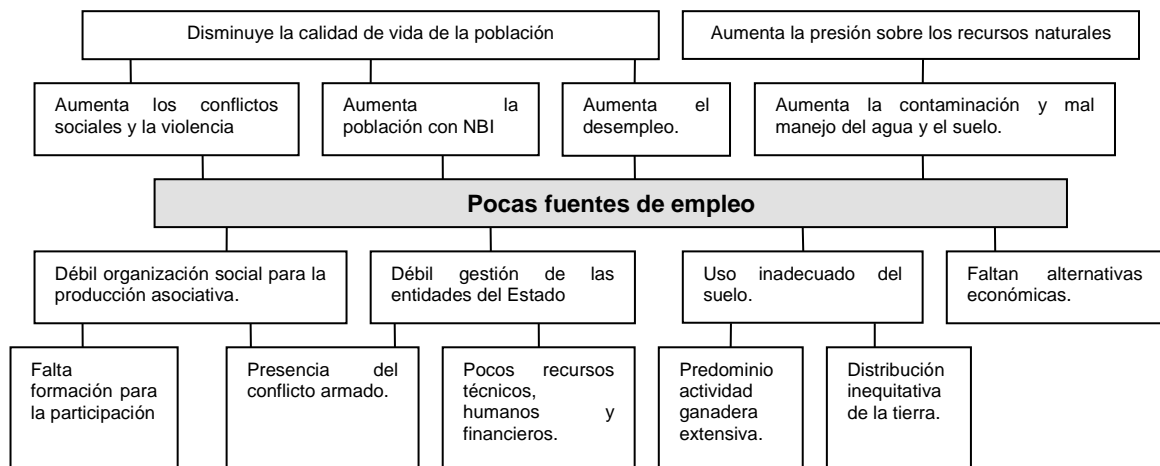 Disminuye la calidad de vida de la población
Aumenta la presión sobre los recursos naturales
Aumenta los conflictos
sociales y la violencia
Aumenta la
población con NBI
Aumenta el
desempleo.
Aumenta la contaminación y mal
manejo del agua y el suelo.
Pocas fuentes de empleo
Débil organización social para la
producción asociativa.
Débil gestión de las
entidades del Estado
Uso inadecuado del
suelo.
Faltan alternativas
económicas.
Falta
formación para
la participación
Presencia del
conflicto armado.
Pocos recursos
técnicos,
humanos y
financieros.
Predominio
actividad
ganadera
extensiva.
Distribución
inequitativa
de la tierra.